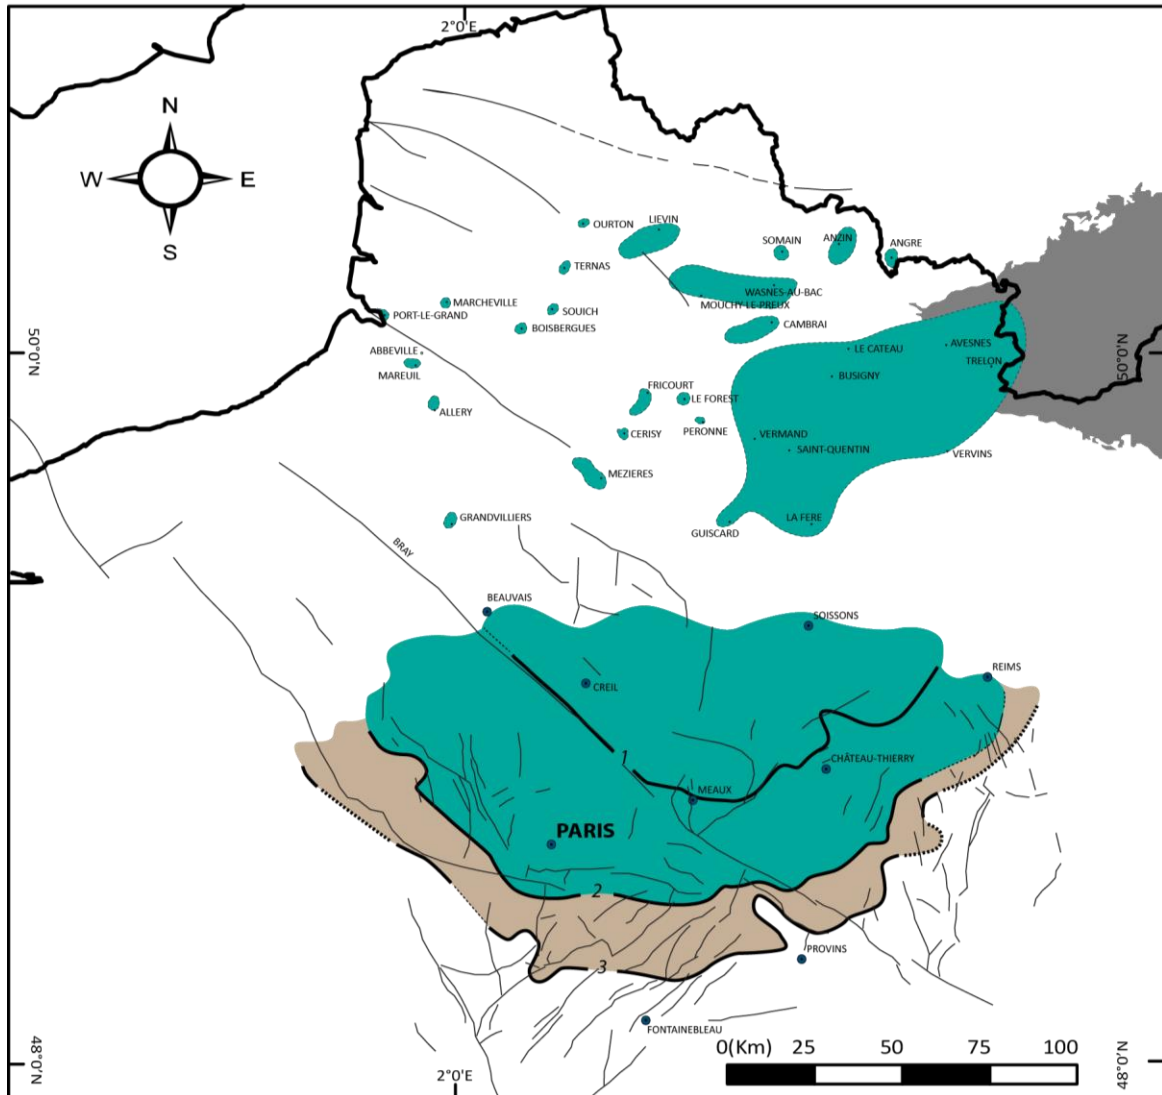 2°0'E
N
W
E
S
OURTON
LIEVIN
SOMAIN
ANZIN
ANGRE
TERNAS
MARCHEVILLE
SOUICH
WASNES-AU-BAC
MOUCHY-LE-PREUX
PORT-LE-GRAND
BOISBERGUES
CAMBRAI
50°0'N
ABBEVILLE
MAREUIL
LE CATEAU
AVESNES
TRELON
50°0'N
BUSIGNY
FRICOURT
LE FOREST
ALLERY
CERISY
PERONNE
VERMAND
SAINT-QUENTIN
VERVINS
MEZIERES
GRANDVILLIERS
GUISCARD
LA FERE
BRAY
BEAUVAIS
SOISSONS
REIMS
CREIL
1
CHÂTEAU-THIERRY
MEAUX
PARIS
2
PROVINS
3
FONTAINEBLEAU
0(Km) 25 50 75 100
48°0'N
2°0'E
48°0'N